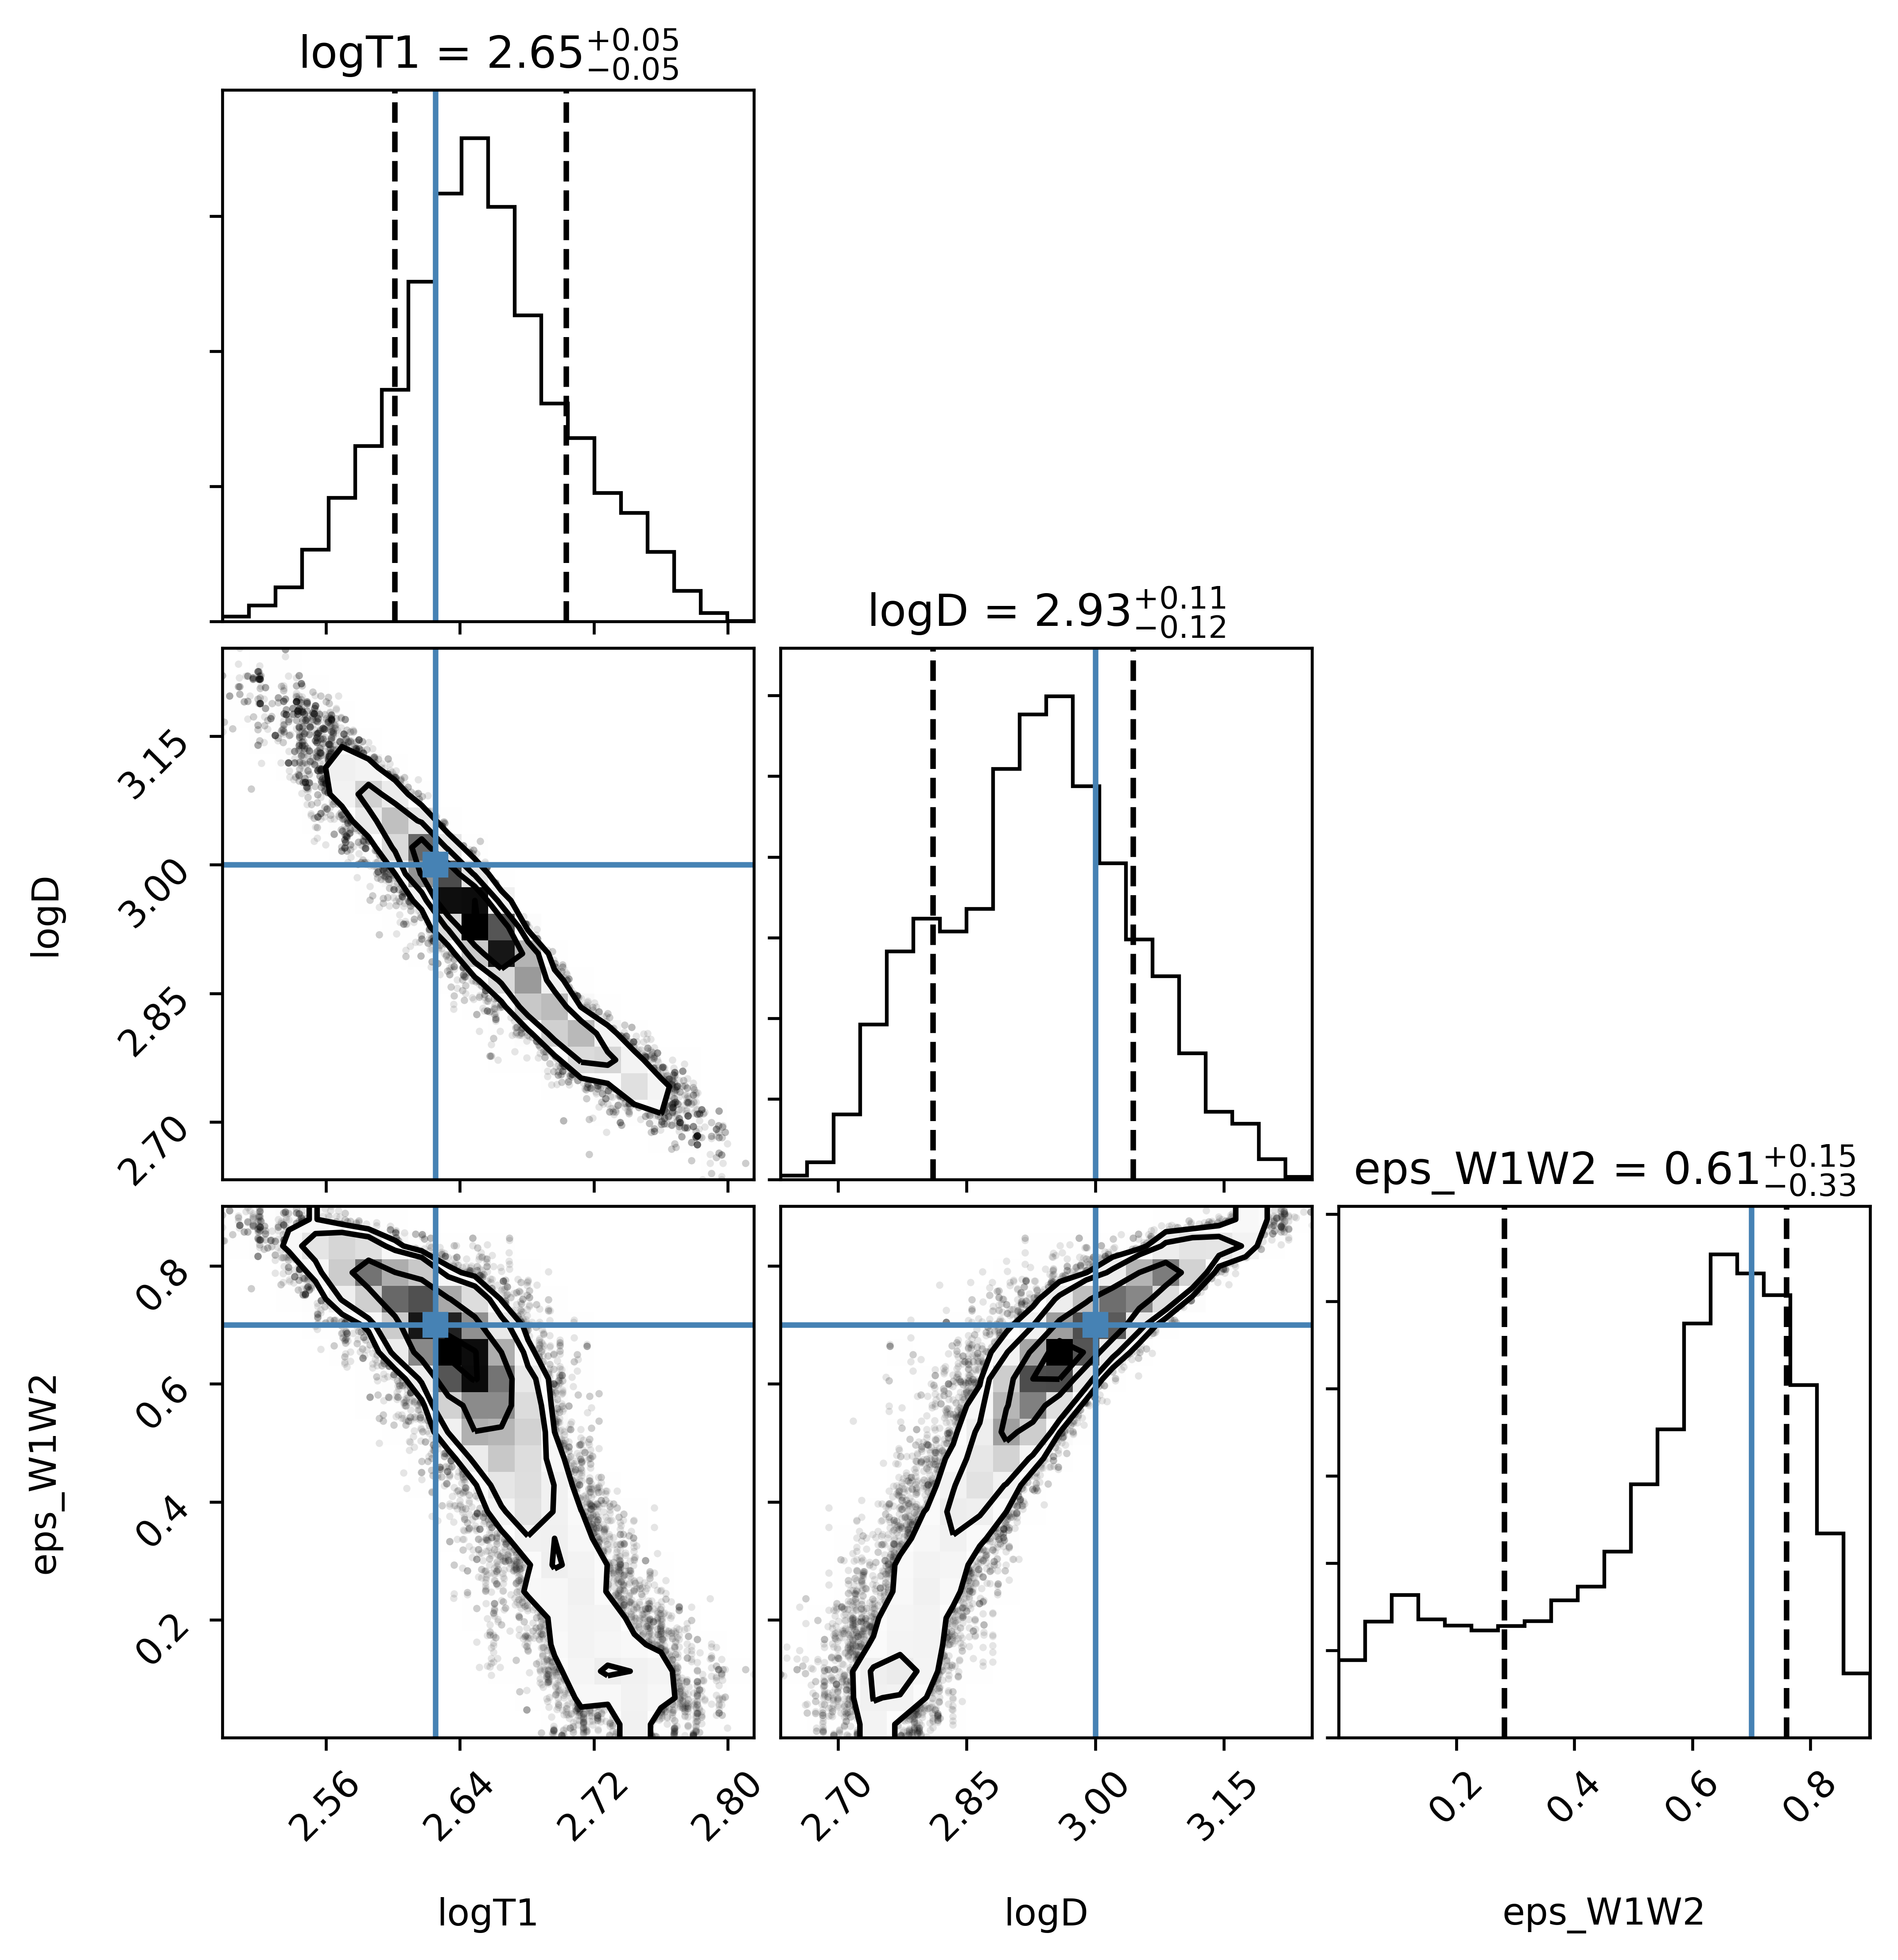 logT1 = 2.65+0.05−0.05
logD = 2.93+0.11−0.12
logD
3.15
3.00
2.85
2.70
eps_W1W2 = 0.61+0.15−0.33
eps_W1W2
0.8
0.6
0.4
0.2
2.56 2.64 2.72 2.80 2.70 2.85 3.00 3.15 0.2 0.4 0.6 0.8
logT1 logD eps_W1W2